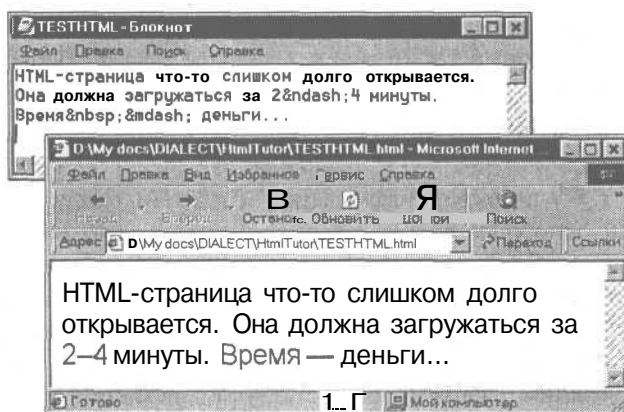 TESTHTML - Блокнот
Файл Правка Поиск Справка
HTML-страница что-то слишком долго открывается.
Она должна загружаться за 2&ndash;4 минуты.
Время&nbsp;&mdash; деньги...
D:\My docs\DIALECT\HtmlTutor\TESTHTML.html - Microsoft Internet
Файл Правка Вид Избранное Сервис Справка
В Я
Назад Вперед Обновить Поиск
Адрес D:\My docs\DIALECT\HtmlTutor\TESTHTML.html Переход Ссылки
HTML-страница что-то слишком долго
открывается. Она должна загружаться за
2–4 минуты. Время — деньги...
Готово Мой компьютер